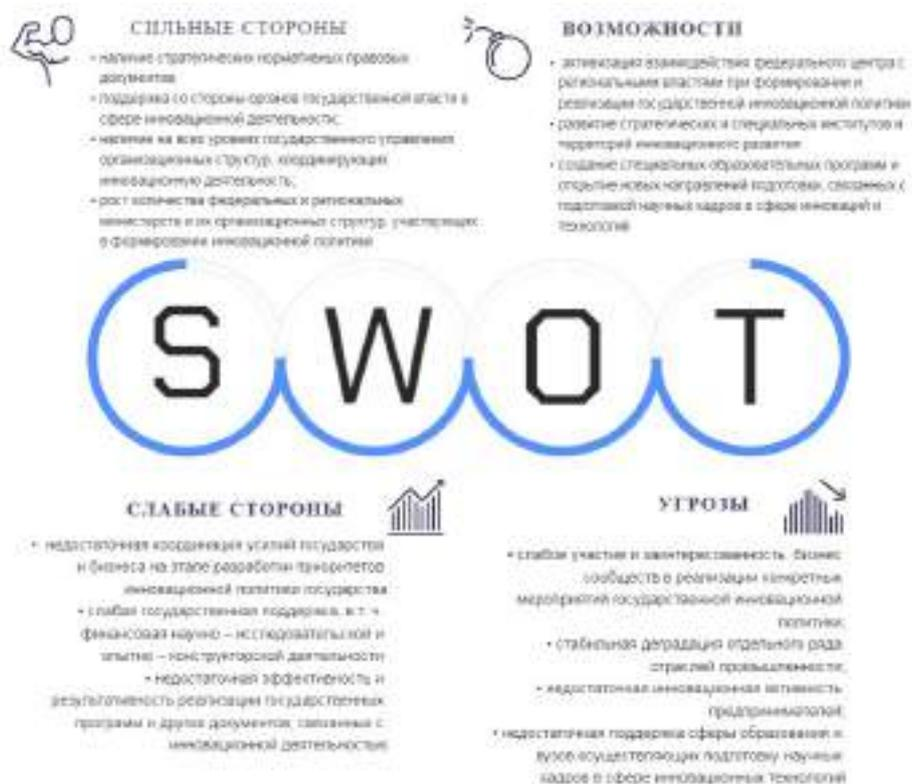 СИЛЬНЫЕ СТОРОНЫ
• наличие стратегических нормативных правовых
документов
• поддержка со стороны органов государственной власти в
сфере инновационной деятельности;
• наличие на всех уровнях государственного управления
организационных структур, координирующих
инновационную деятельность;
• рост количества федеральных и региональных
министерств и их организационных структур, участвующих
в формировании инновационной политики
ВОЗМОЖНОСТИ
• активизация взаимодействия федерального центра с
региональными властями при формировании и
реализации государственной инновационной политики
• развитие стратегических и специальных институтов и
территорий инновационного развития
• создание специальных образовательных программ и
открытие новых направлений подготовки, связанных с
подготовкой научных кадров в сфере инноваций и
технологий
S W O T
СЛАБЫЕ СТОРОНЫ
• недостаточная координация усилий государства
и бизнеса на этапе разработки приоритетов
инновационной политики государства
• слабая государственная поддержка, в т. ч.
финансовая научно – исследовательской и
опытно – конструкторской деятельности
• недостаточная эффективность и
результативность реализации государственных
программ и других документов, связанных с
инновационной деятельностью
УГРОЗЫ
• слабое участие и заинтересованность бизнес
сообществ в реализации конкретных
мероприятий государственной инновационной
политики;
• стабильная деградация отдельного ряда
отраслей промышленности;
• недостаточная инновационная активность
предпринимателей;
• недостаточная поддержка сферы образования и
вузов осуществляющих подготовку научных
кадров в сфере инновационных технологий